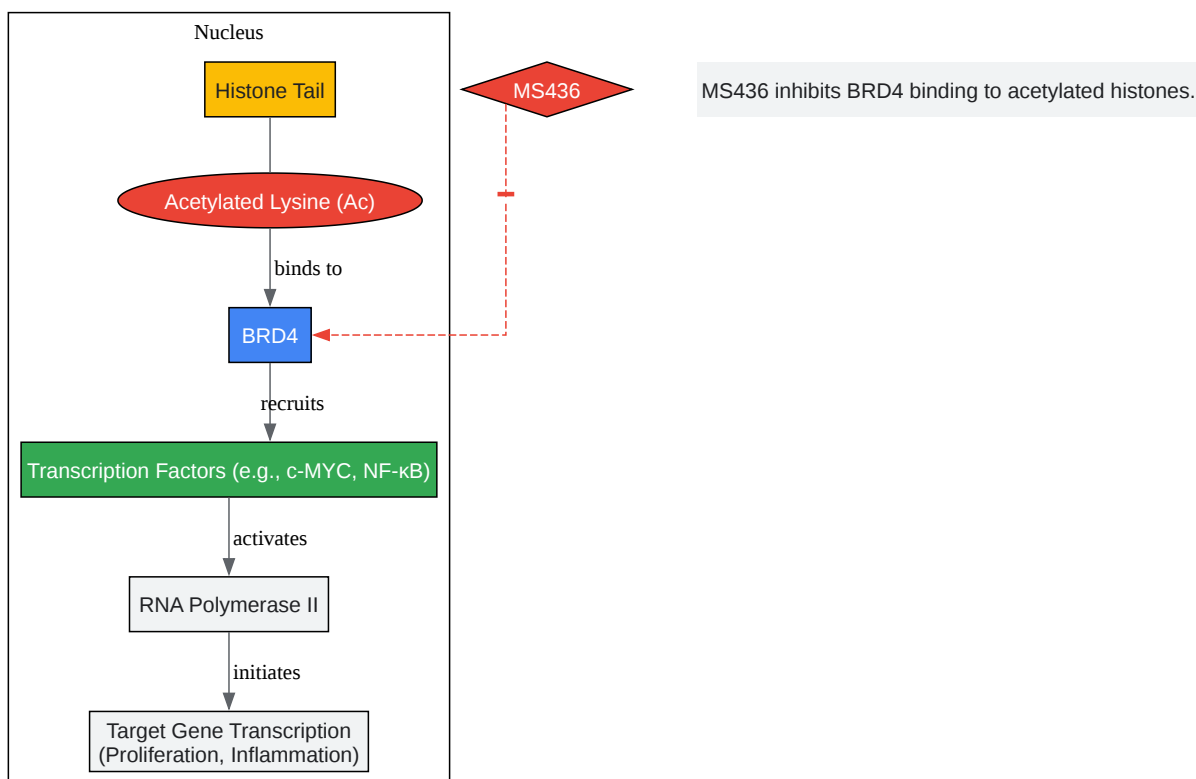 Nucleus
Histone Tail
MS436
MS436 inhibits BRD4 binding to acetylated histones.
Acetylated Lysine (Ac)
binds to
BRD4
recruits
Transcription Factors (e.g., c-MYC, NF-κB)
activates
RNA Polymerase II
initiates
Target Gene Transcription
(Proliferation, Inflammation)